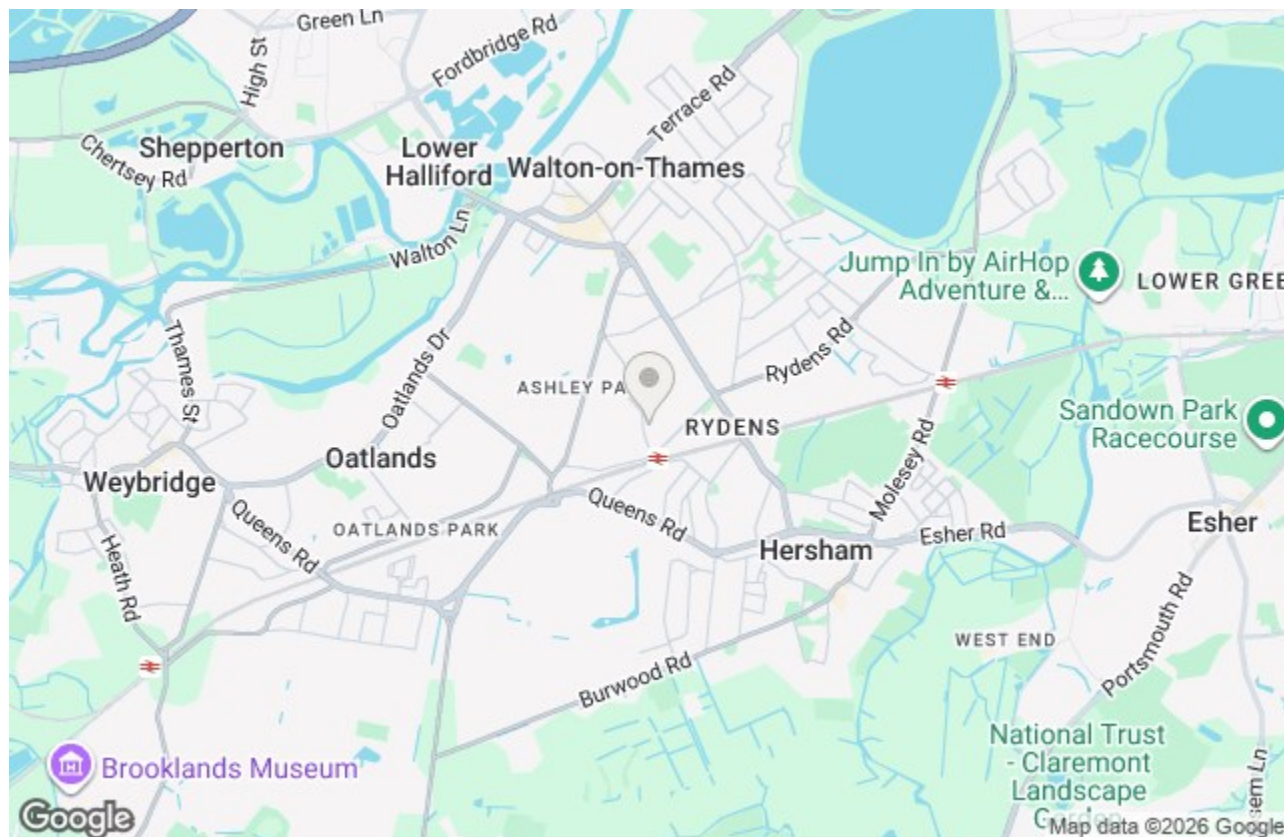 Green Ln
Fordbridge Rd
High St
Terrace Rd
Shepperton
Chertsey Rd
Lower
Halliford
Walton-on-Thames
Walton Ln
Jump In by AirHop
Adventure &...
LOWER GREE
Thames St
Oatlands Dr
Rydens Rd
ASHLEY PA
RYDENS
Sandown Park
Racecourse
Oatlands
Weybridge
Molesey Rd
Queens Rd
Queens Rd
OATLANDS PARK
Esher Rd
Esher
Hersham
Heath Rd
WEST END
Portsmouth Rd
Burwood Rd
National Trust
- Claremont
Landscape
Garden
Brooklands Museum
sem Ln
Google
Map data ©2026 Google